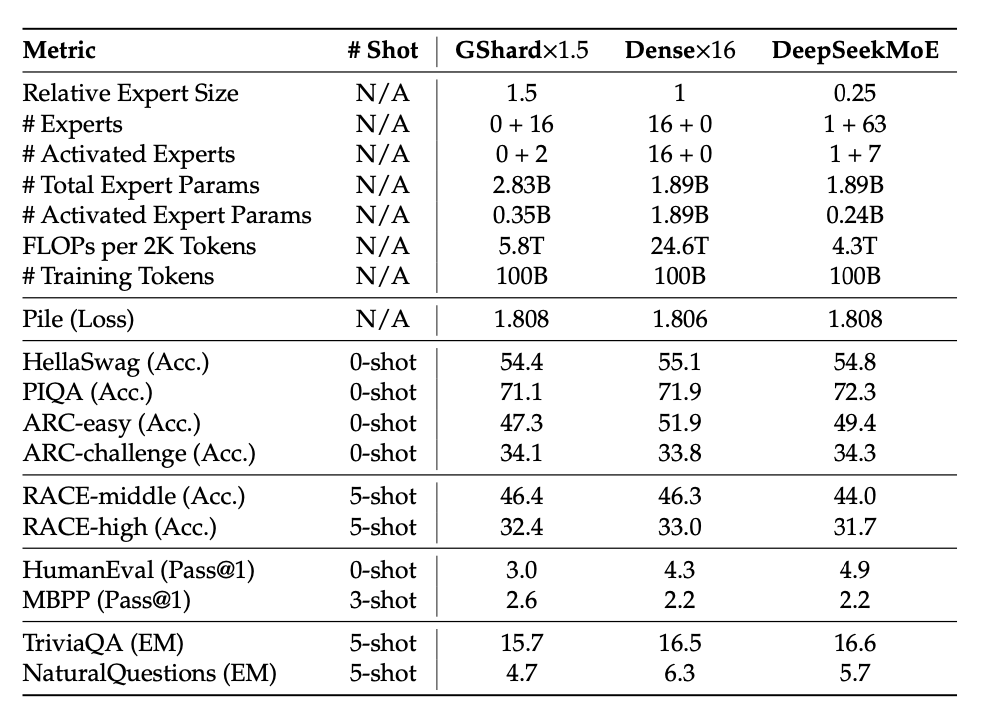 Metric # Shot GShard×1.5 Dense×16 DeepSeekMoE
Relative Expert Size N/A 1.5 1 0.25
# Experts N/A 0 + 16 16 + 0 1 + 63
# Activated Experts N/A 0 + 2 16 + 0 1 + 7
# Total Expert Params N/A 2.83B 1.89B 1.89B
# Activated Expert Params N/A 0.35B 1.89B 0.24B
FLOPs per 2K Tokens N/A 5.8T 24.6T 4.3T
# Training Tokens N/A 100B 100B 100B
Pile (Loss) N/A 1.808 1.806 1.808
HellaSwag (Acc.) 0-shot 54.4 55.1 54.8
PIQA (Acc.) 0-shot 71.1 71.9 72.3
ARC-easy (Acc.) 0-shot 47.3 51.9 49.4
ARC-challenge (Acc.) 0-shot 34.1 33.8 34.3
RACE-middle (Acc.) 5-shot 46.4 46.3 44.0
RACE-high (Acc.) 5-shot 32.4 33.0 31.7
HumanEval (Pass@1) 0-shot 3.0 4.3 4.9
MBPP (Pass@1) 3-shot 2.6 2.2 2.2
TriviaQA (EM) 5-shot 15.7 16.5 16.6
NaturalQuestions (EM) 5-shot 4.7 6.3 5.7